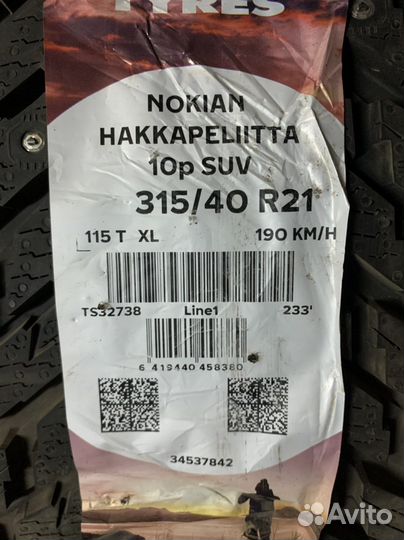 TYRES
NOKIAN
HAKKAPELIITTA
10p SUV
315/40 R21
115 T XL 190 KM/H
TS32738 Line1 233'
6 419440 458380
34537842
Avito